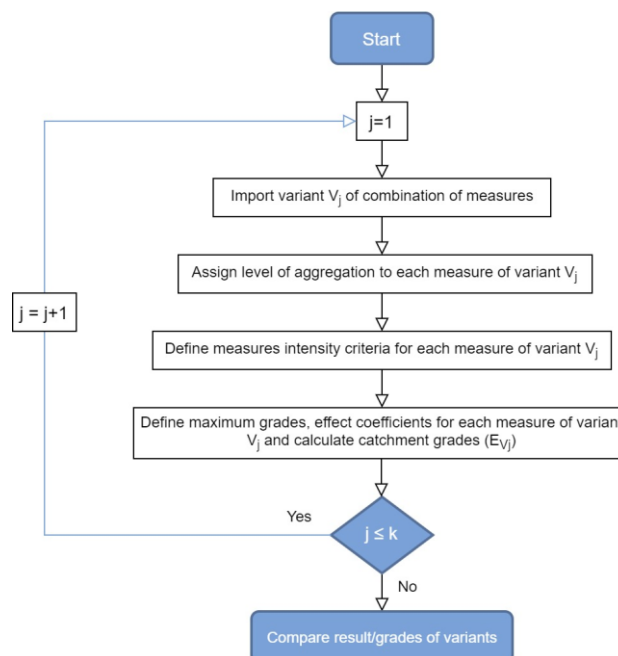 Start
j=1
Import variant Vj of combination of measures
Assign level of aggregation to each measure of variant Vj
j = j+1
Define measures intensity criteria for each measure of variant Vj
Define maximum grades, effect coefficients for each measure of varian
Vj and calculate catchment grades (EVj)
Yes
j ≤ k
No
Compare result/grades of variants